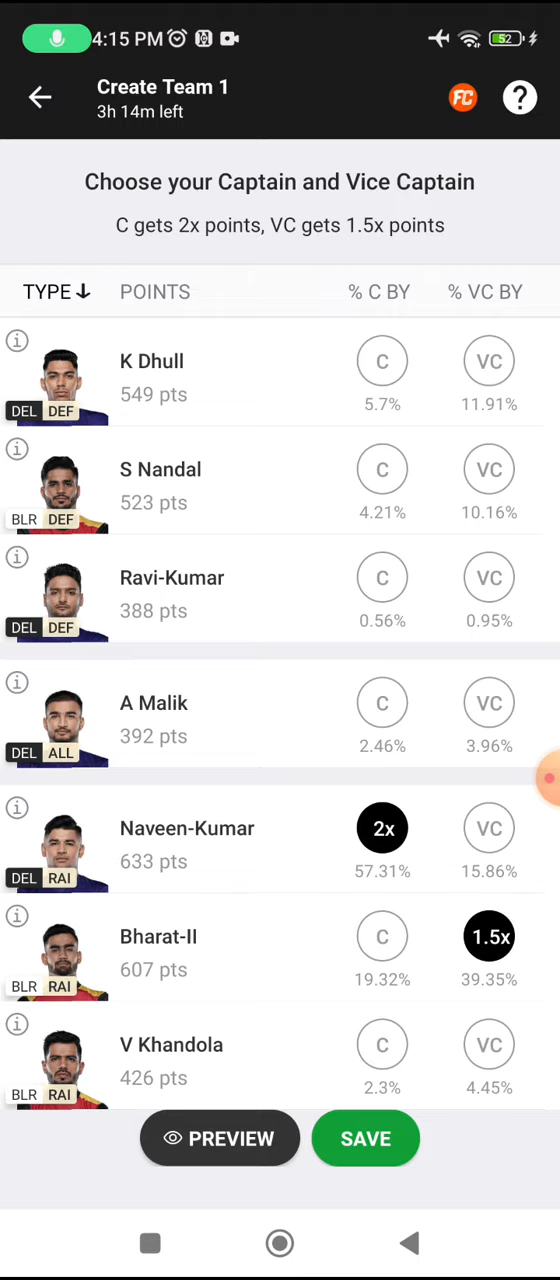 4:15 PM
52
Create Team 1
3h 14m left
FC
?
Choose your Captain and Vice Captain
C gets 2x points, VC gets 1.5x points
TYPE POINTS % C BY % VC BY
K Dhull
549 pts
DEL DEF
C
VC
5.7%
11.91%
S Nandal
523 pts
BLR DEF
C
VC
4.21%
10.16%
Ravi-Kumar
388 pts
DEL DEF
C
VC
0.56%
0.95%
A Malik
392 pts
DEL ALL
C
VC
2.46%
3.96%
Naveen-Kumar
633 pts
DEL RAI
2x
VC
57.31%
15.86%
Bharat-II
607 pts
BLR RAI
C
1.5x
19.32%
39.35%
V Khandola
426 pts
BLR RAI
C
VC
2.3%
4.45%
PREVIEW
SAVE